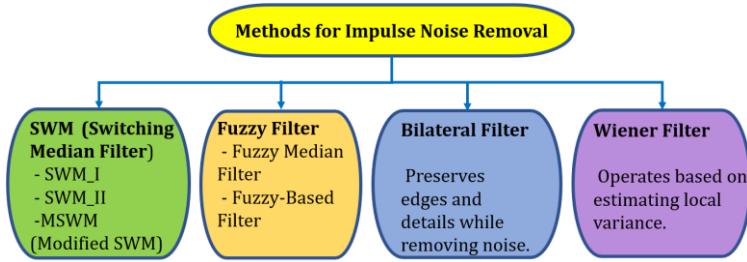 Methods for Impulse Noise Removal
SWM (Switching
Median Filter)
- SWM_I
- SWM_II
-MSWM
(Modified SWM)
Fuzzy Filter
- Fuzzy Median
Filter
- Fuzzy-Based
Filter
Bilateral Filter
Preserves
edges and
details while
removing noise.
Wiener Filter
Operates based on
estimating local
variance.